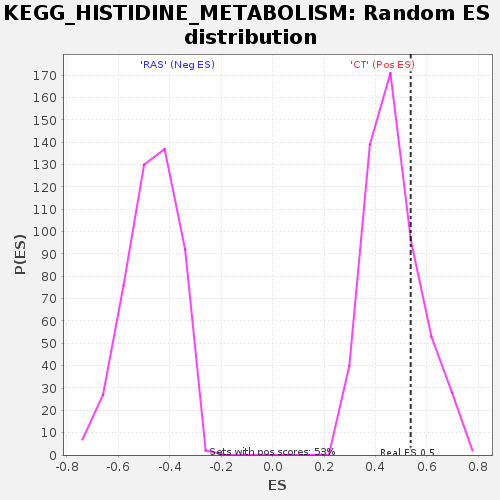 KEGG_HISTIDINE_METABOLISM: Random ES
distribution
'RAS' (Neg ES)
'CT' (Pos ES)
170
160
150
140
130
120
110
100
90
80
70
60
50
40
30
20
10
0
P(ES)
Sets with pos scores: 53%
Real ES 0.5
-0.8 -0.6 -0.4 -0.2 0.0 0.2 0.4 0.6 0.8
ES